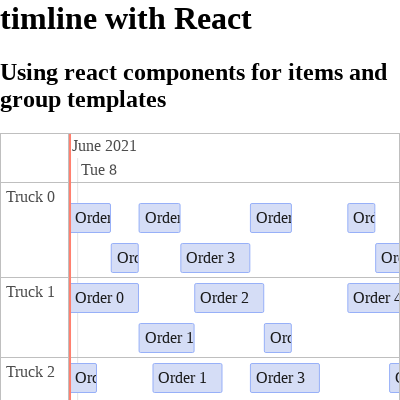 timline with React
Using react components for items and
group templates
June 2021
Tue 8
Truck 0
Order Order Order Orc
Orc Order 3 Or
Truck 1
Order 0 Order 2 Order 4
Order 1 Orc
Truck 2
Orc Order 1 Order 3